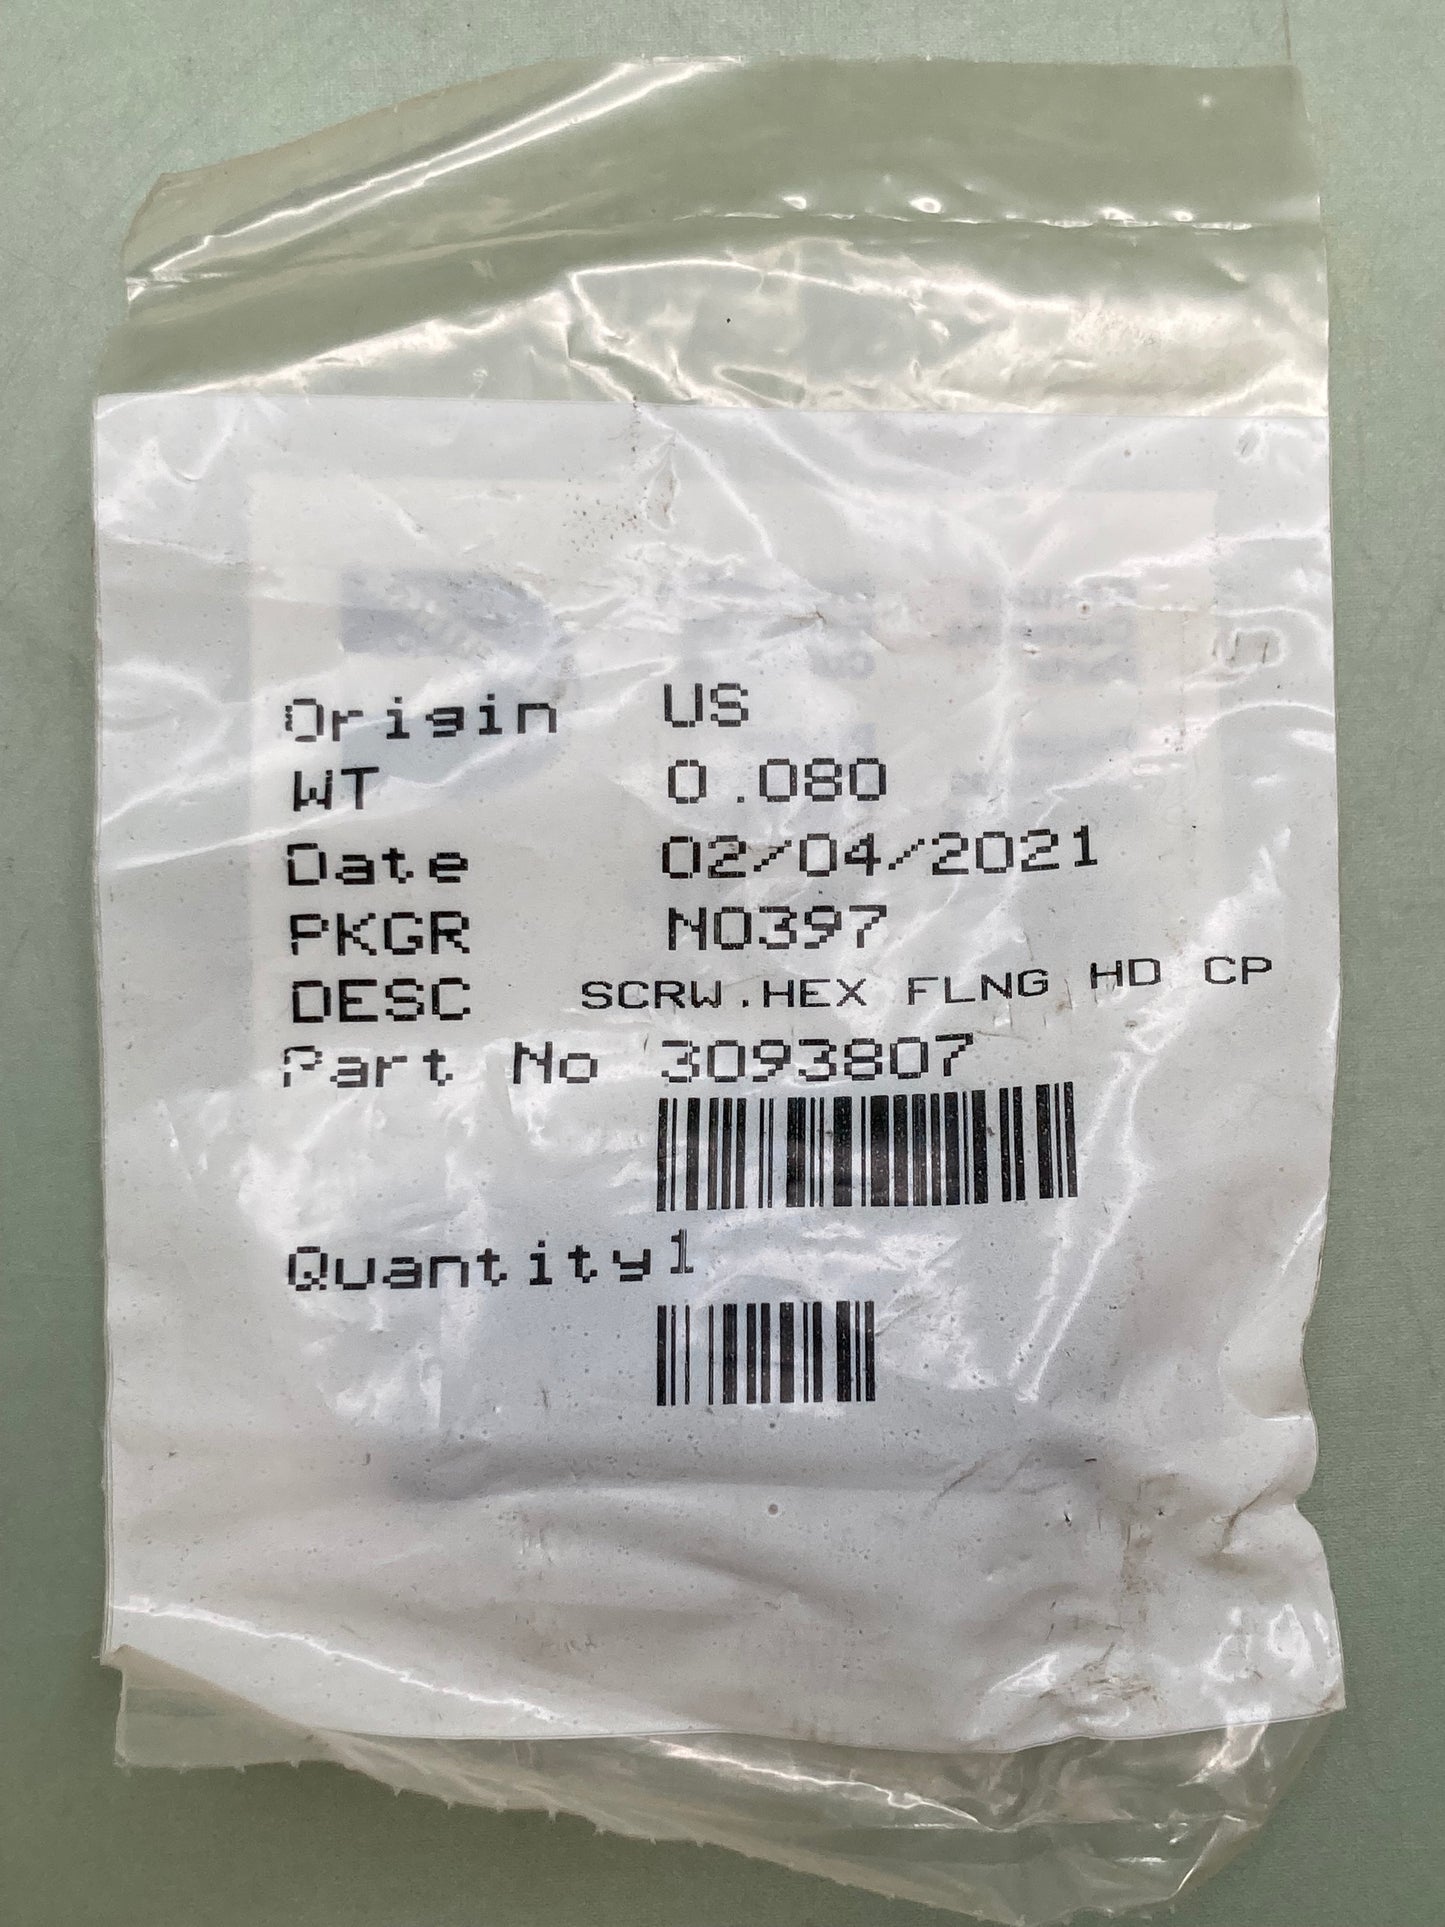 Origin US
WT 0.080
Date 02/04/2021
PKGR N0397
DESC SCRW.HEX FLNG HD CP
Part No 3093807
Quantity1